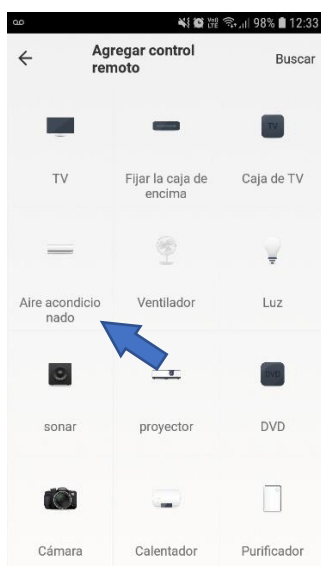 98% 12:33
Agregar control remoto
Buscar
TV
Fijar la caja de encima
Caja de TV
TV
Aire acondicio
nado
Ventilador
Luz
DVD
sonar
proyector
DVD
Cámara
Calentador
Purificador